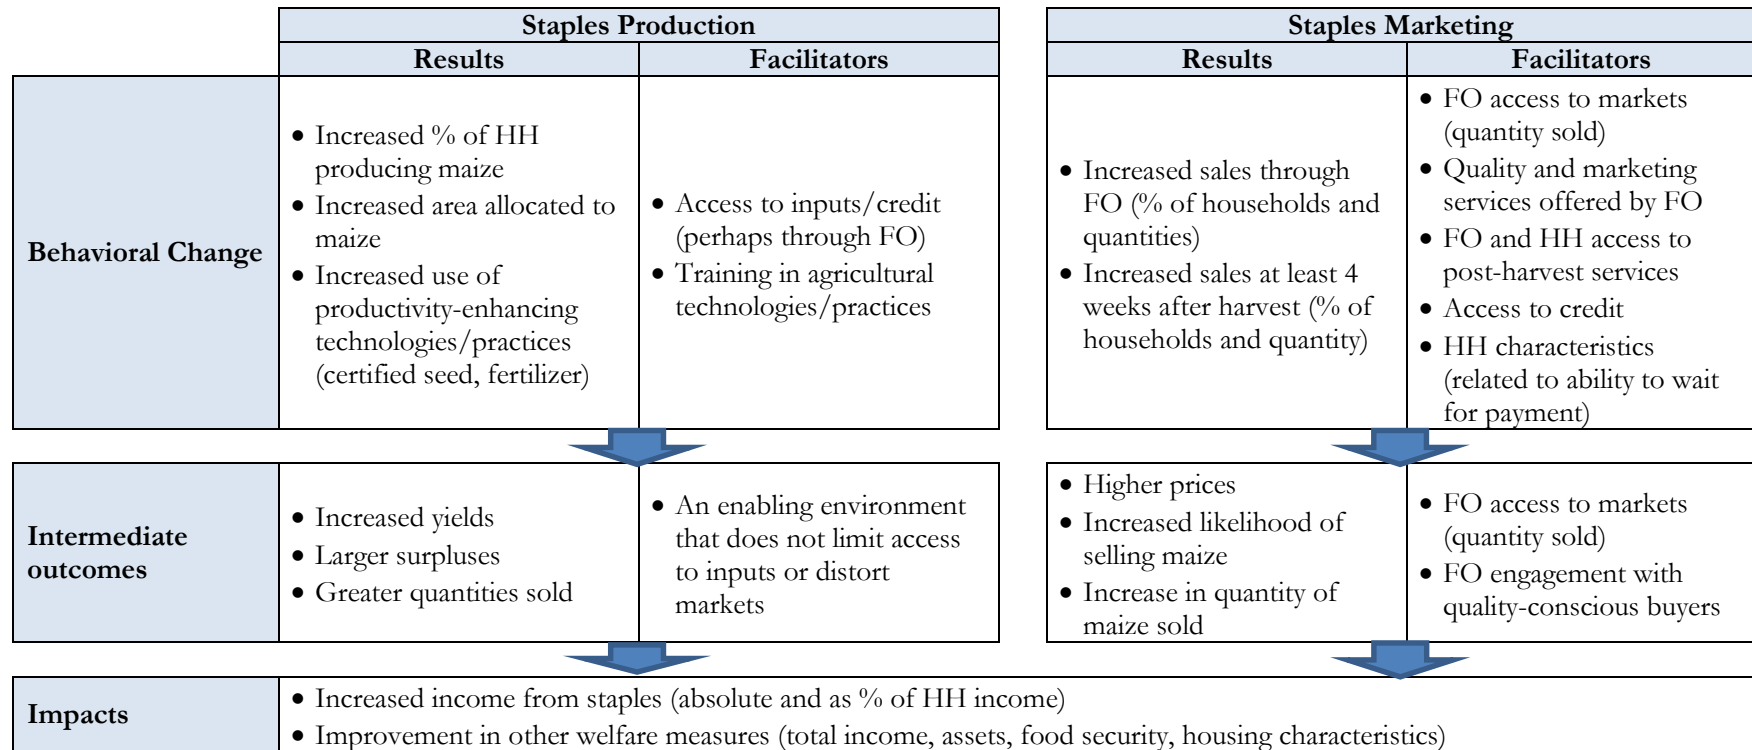 Staples Production
Staples Marketing
Results
Facilitators
Results
Facilitators
Behavioral Change
• Increased % of HH
producing maize
• Increased area allocated to
maize
• Increased use of
productivity-enhancing
technologies/practices
(certified seed, fertilizer)
• Access to inputs/credit
(perhaps through FO)
• Training in agricultural
technologies/practices
• Increased sales through
FO (% of households and
quantities)
• Increased sales at least 4
weeks after harvest (% of
households and quantity)
• FO access to markets
(quantity sold)
• Quality and marketing
services offered by FO
• FO and HH access to
post-harvest services
• Access to credit
• HH characteristics
(related to ability to wait
for payment)
Intermediate
outcomes
• Increased yields
• Larger surpluses
• Greater quantities sold
• An enabling environment
that does not limit access
to inputs or distort
markets
• Higher prices
• Increased likelihood of
selling maize
• Increase in quantity of
maize sold
• FO access to markets
(quantity sold)
• FO engagement with
quality-conscious buyers
Impacts
• Increased income from staples (absolute and as % of HH income)
• Improvement in other welfare measures (total income, assets, food security, housing characteristics)